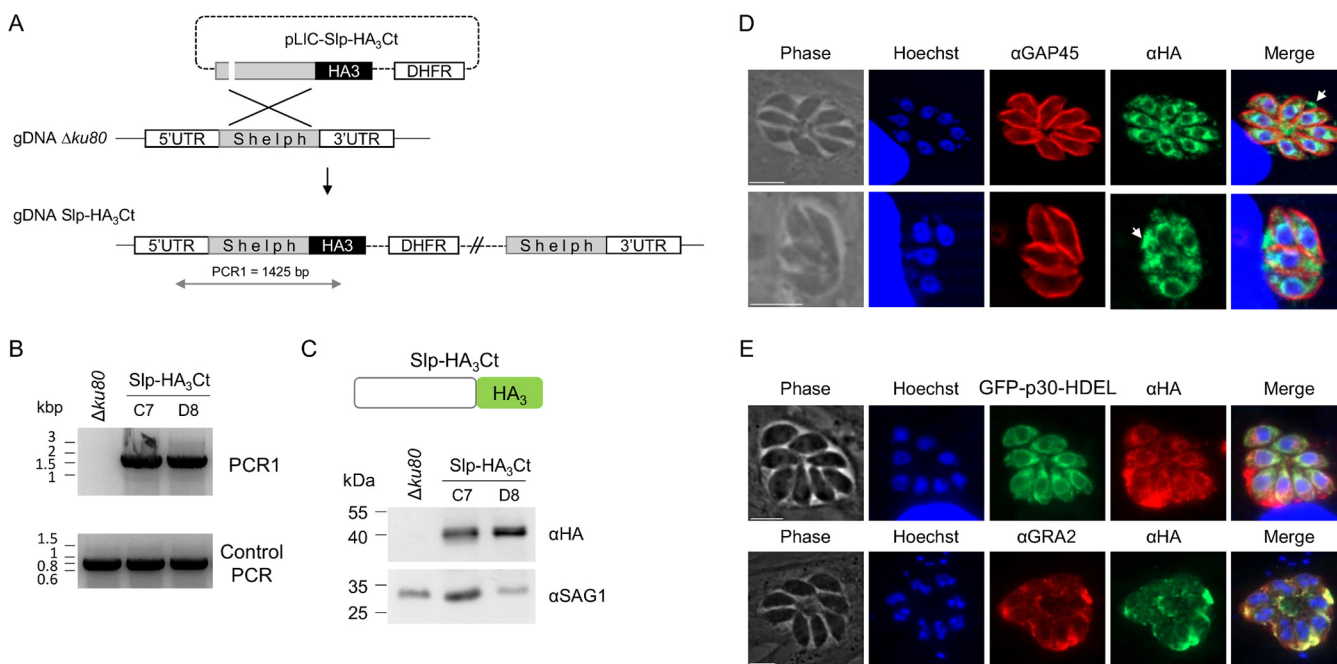 A
pLIC-Slp-HA₃Ct
HA3 DHFR
gDNA Δku80
5'UTR Shelph 3'UTR
gDNA Slp-HA₃Ct
5'UTR Shelph HA3 DHFR // Shelph 3'UTR
PCR1 = 1425 bp
B
Δku80
Slp-HA₃Ct
kbp C7 D8
3
2
1.5
1
PCR1
1.5
1
0.8
0.6
Control
PCR
C
Slp-HA₃Ct
HA₃
Δku80
Slp-HA₃Ct
kDa C7 D8
55
40
αHA
35
25
αSAG1
D
Phase Hoechst αGAP45 αHA Merge
E
Phase Hoechst GFP-p30-HDEL αHA Merge
Phase Hoechst αGRA2 αHA Merge